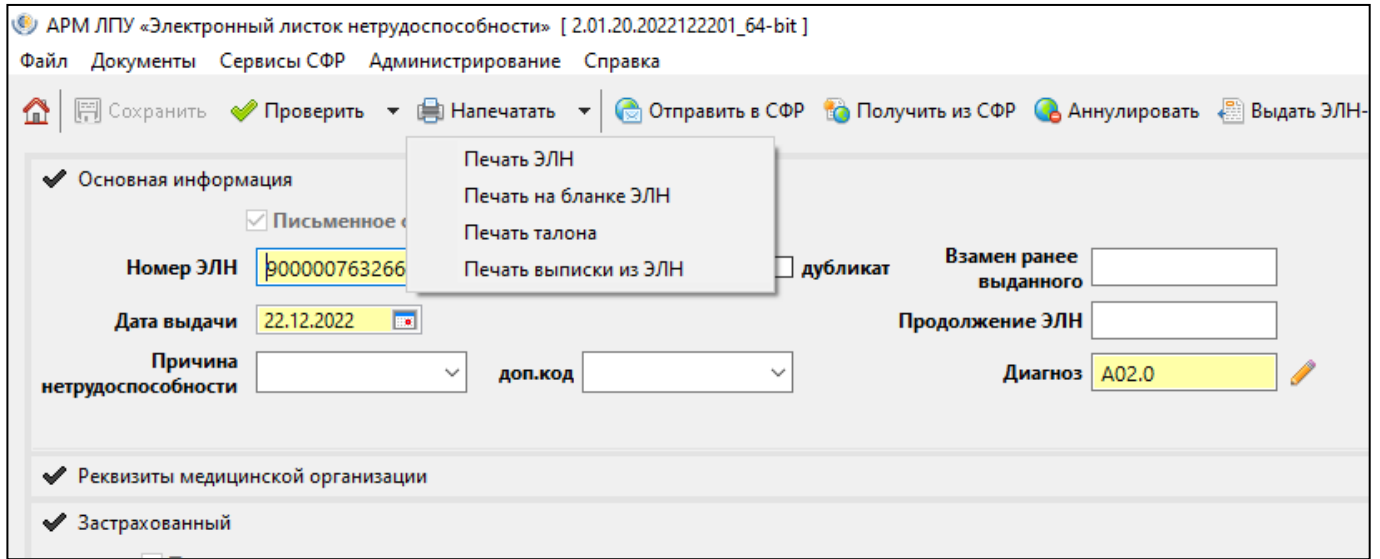 АРМ ЛПУ «Электронный листок нетрудоспособности» [ 2.01.20.2022122201_64-bit ]
Файл Документы Сервисы СФР Администрирование Справка
Сохранить Проверить Напечатать Отправить в СФР Получить из СФР Аннулировать Выдать ЭЛН-
Печать ЭЛН
Печать на бланке ЭЛН
Печать талона
Печать выписки из ЭЛН
Основная информация
Письменное
Номер ЭЛН 900000763266 дубликат Взамен ранее
выданного
Дата выдачи 22.12.2022 Продолжение ЭЛН
Причина
нетрудоспособности доп.код Диагноз A02.0
Реквизиты медицинской организации
Застрахованный